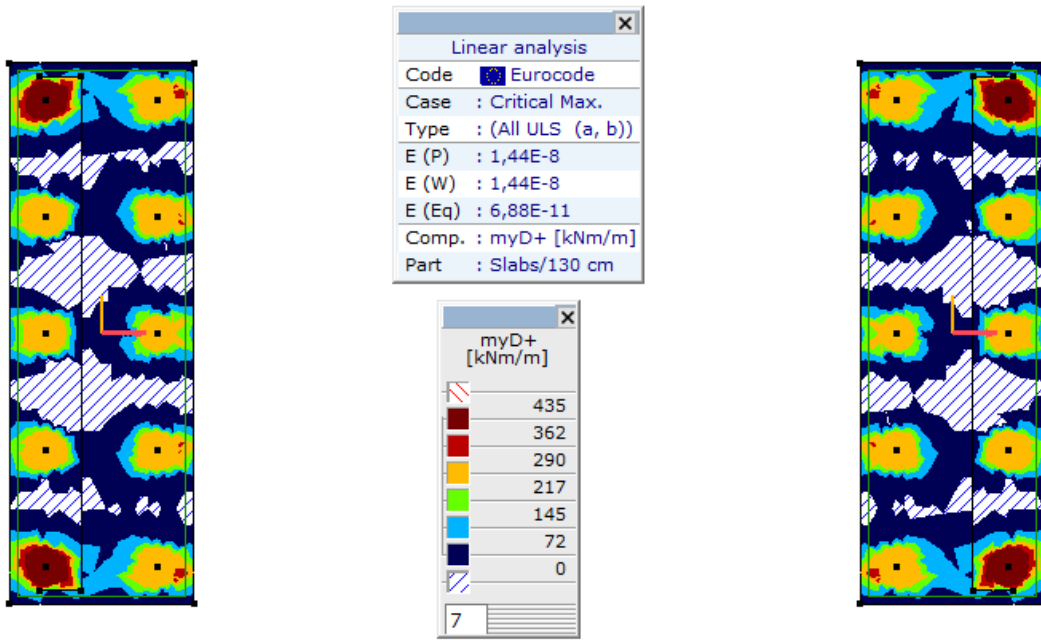 Linear analysis
Code Eurocode
Case : Critical Max.
Type : (All ULS (a, b))
E (P) : 1,44E-8
E (W) : 1,44E-8
E (Eq) : 6,88E-11
Comp. : myD+ [kNm/m]
Part : Slabs/130 cm
myD+
[kNm/m]
435
362
290
217
145
72
0
7